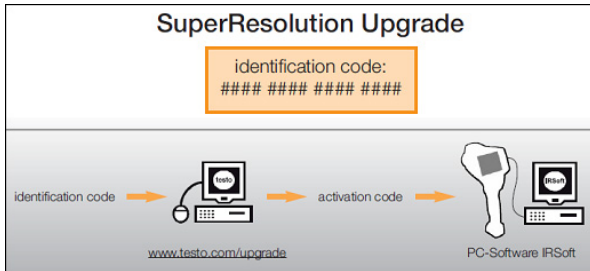 SuperResolution Upgrade
identification code:
#### #### #### ####
identification code
testo
activation code
IRSoft
www.testo.com/upgrade
PC-Software IRSoft